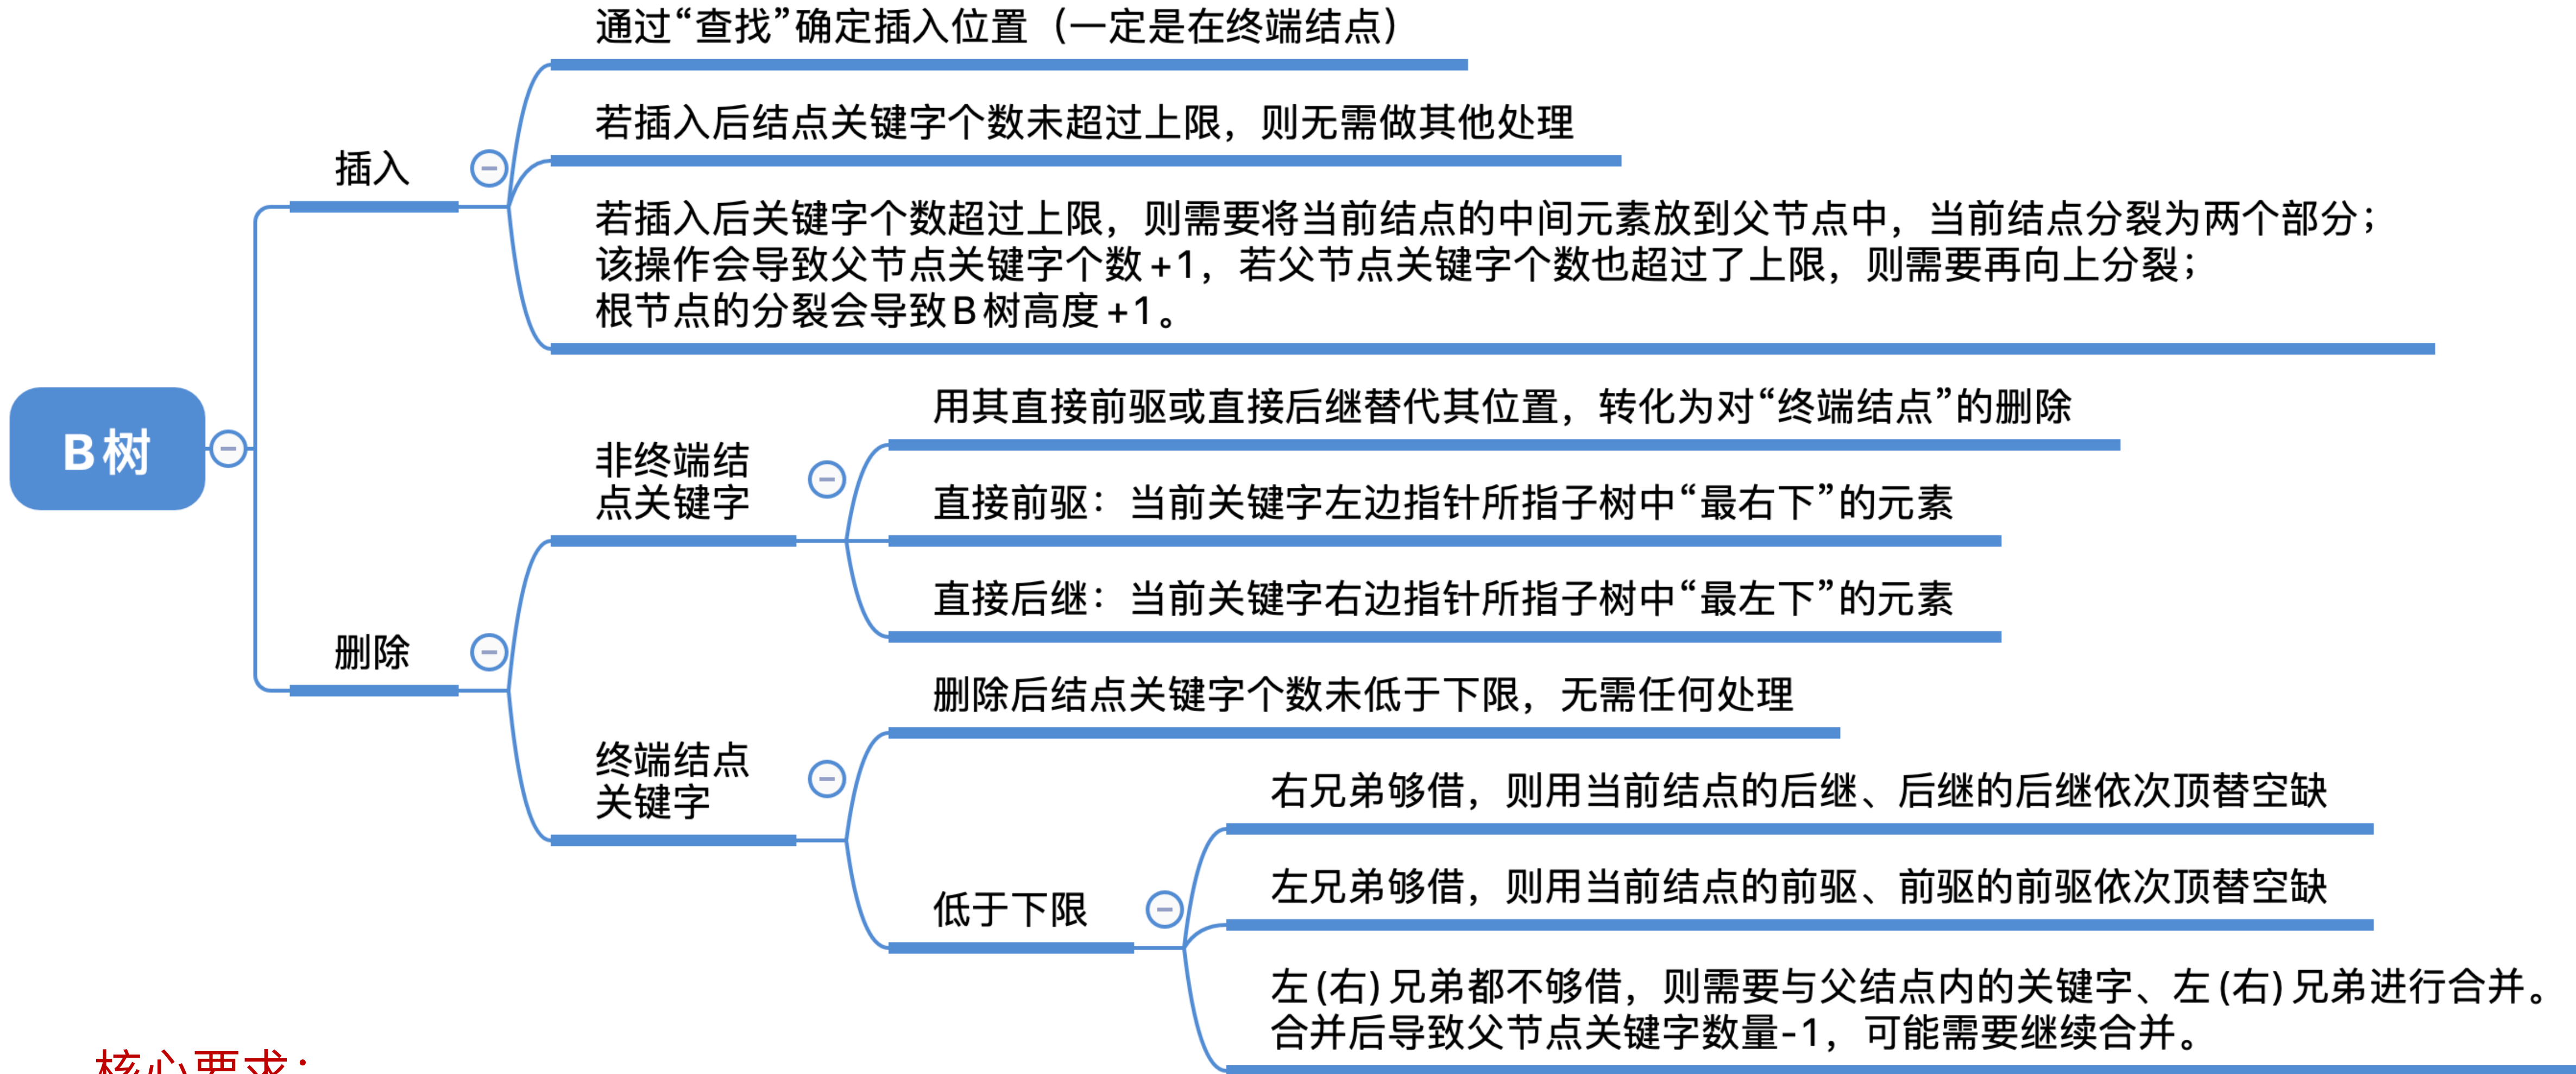 通过“查找”确定插入位置（一定是在终端结点）
若插入后结点关键字个数未超过上限，则无需做其他处理
插入
若插入后关键字个数超过上限，则需要将当前结点的中间元素放到父节点中，当前结点分裂为两个部分；
该操作会导致父节点关键字个数+1，若父节点关键字个数也超过了上限，则需要再向上分裂；
根节点的分裂会导致B树高度+1。
B树
删除
非终端结
点关键字
用其直接前驱或直接后继替代其位置，转化为对“终端结点”的删除
直接前驱：当前关键字左边指针所指子树中“最右下”的元素
直接后继：当前关键字右边指针所指子树中“最左下”的元素
终端结点
关键字
删除后结点关键字个数未低于下限，无需任何处理
低于下限
右兄弟够借，则用当前结点的后继、后继的后继依次顶替空缺
左兄弟够借，则用当前结点的前驱、前驱的前驱依次顶替空缺
左(右)兄弟都不够借，则需要与父结点内的关键字、左(右)兄弟进行合并。
合并后导致父节点关键字数量-1，可能需要继续合并。
核心要求：